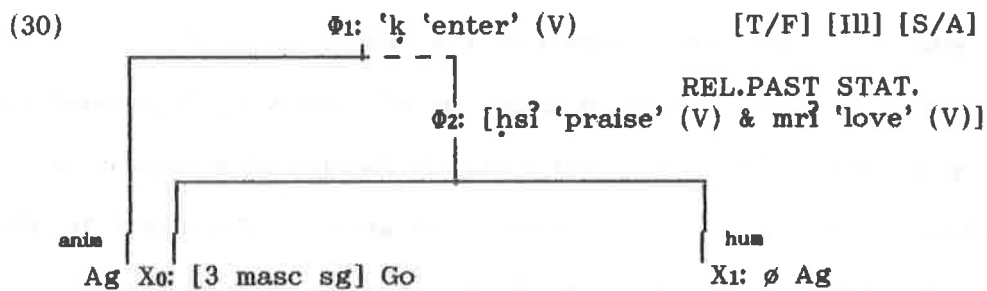 (30) Φ1: ‘ḳ ‘enter’ (V) [T/F] [Ill] [S/A]
REL.PAST STAT.
Φ2: [ḥsỉ ‘praise’ (V) & mrỉ ‘love’ (V)]
anim hum
Ag X0: [3 masc sg] Go X1: ø Ag